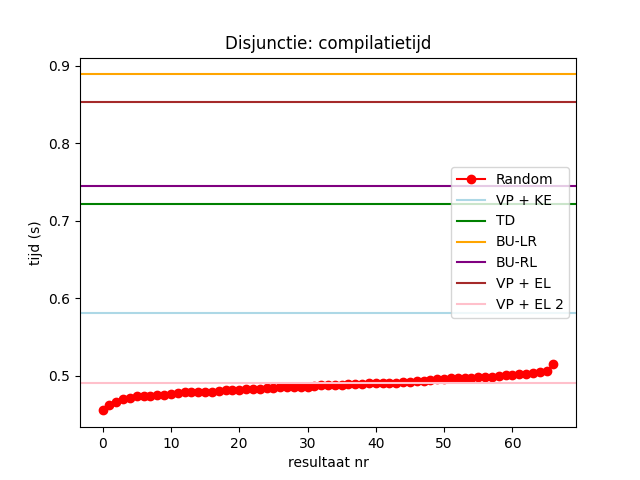 Disjunctie: compilatietijd
tijd (s)
0.9
0.8
0.7
0.6
0.5
Random
VP + KE
TD
BU-LR
BU-RL
VP + EL
VP + EL 2
0 10 20 30 40 50 60
resultaat nr